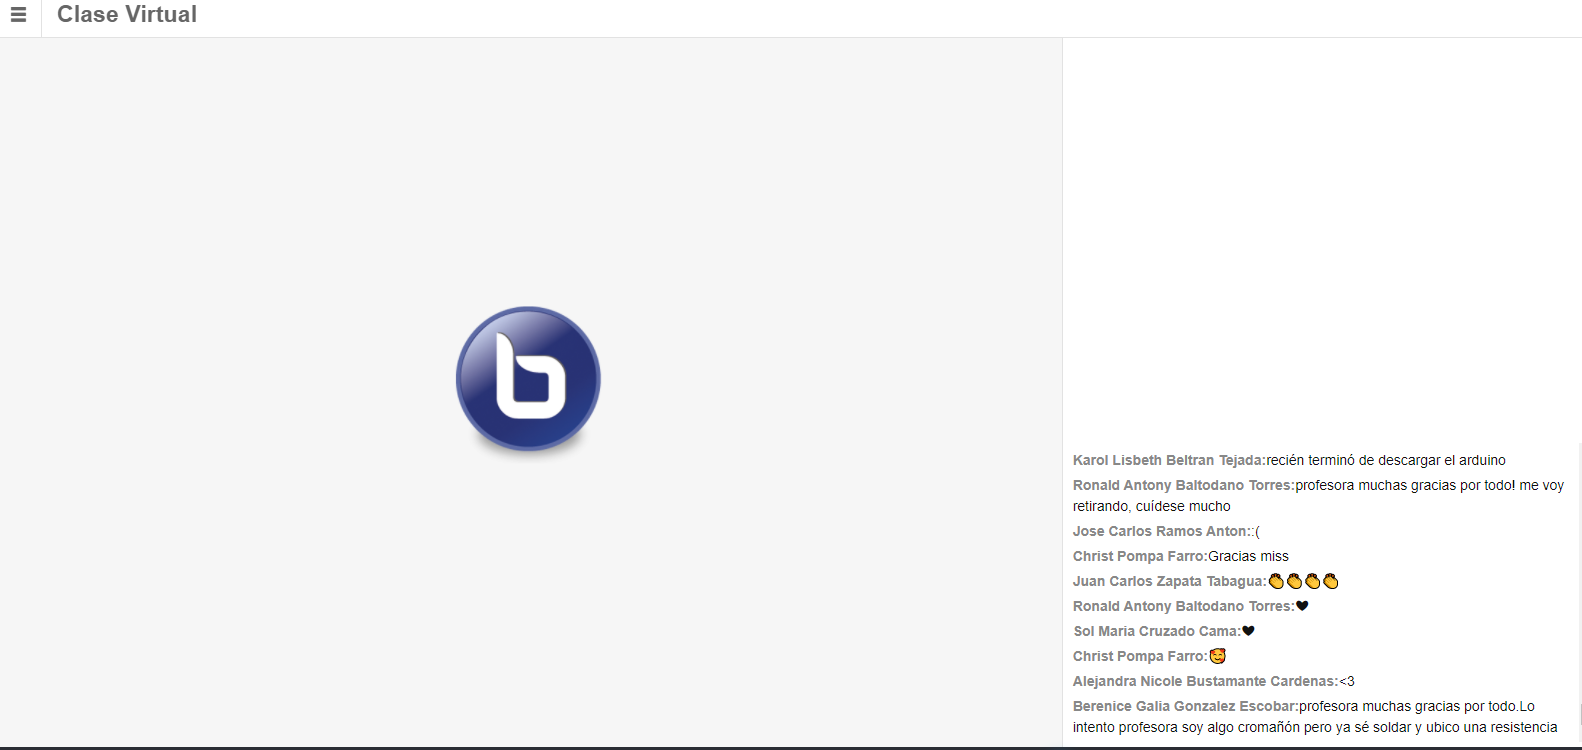 Clase Virtual
Karol Lisbeth Beltran Tejada:recién terminó de descargar el arduino
Ronald Antony Baltodano Torres:profesora muchas gracias por todo! me voy
retirando, cuídese mucho
Jose Carlos Ramos Anton::(
Christ Pompa Farro:Gracias miss
Juan Carlos Zapata Tabagua:👏👏👏👏
Ronald Antony Baltodano Torres:♥
Sol Maria Cruzado Cama:♥
Christ Pompa Farro:🥰
Alejandra Nicole Bustamante Cardenas:<3
Berenice Galia Gonzalez Escobar:profesora muchas gracias por todo.Lo
intento profesora soy algo cromañón pero ya sé soldar y ubico una resistencia